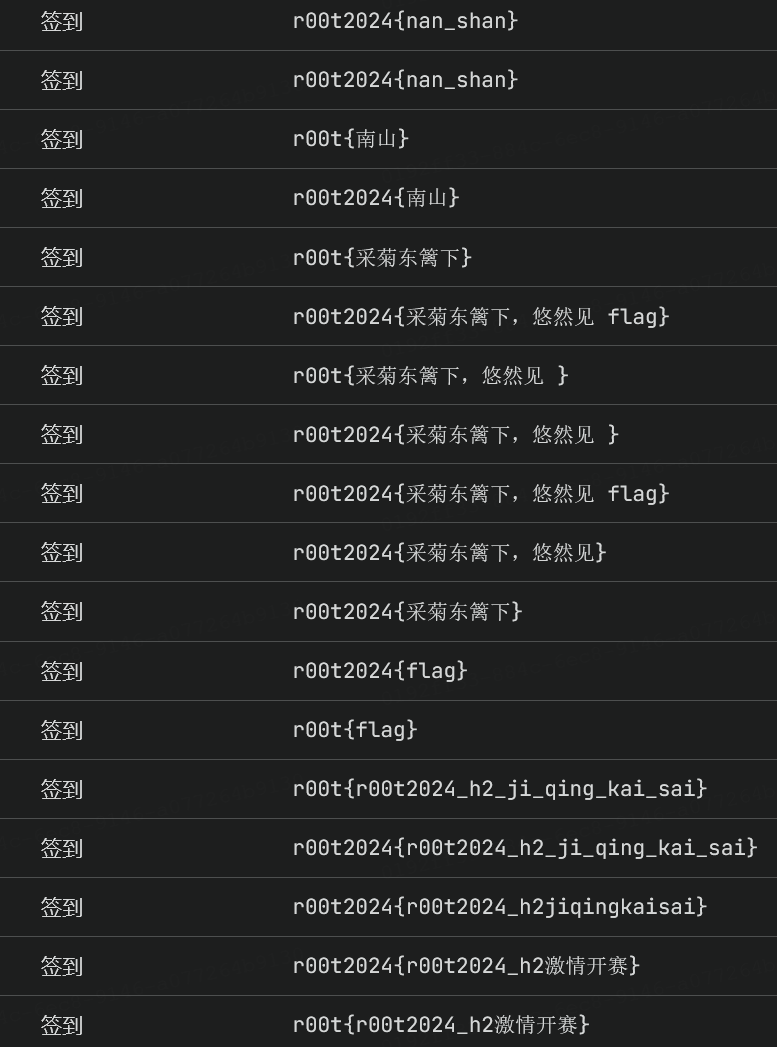 签到 r00t2024{nan_shan}
签到 r00t2024{nan_shan}
签到 r00t{南山}
签到 r00t2024{南山}
签到 r00t{采菊东篱下}
签到 r00t2024{采菊东篱下，悠然见 flag}
签到 r00t{采菊东篱下，悠然见 }
签到 r00t2024{采菊东篱下，悠然见 }
签到 r00t2024{采菊东篱下，悠然见 flag}
签到 r00t2024{采菊东篱下，悠然见}
签到 r00t2024{采菊东篱下}
签到 r00t2024{flag}
签到 r00t{flag}
签到 r00t{r00t2024_h2_ji_qing_kai_sai}
签到 r00t2024{r00t2024_h2_ji_qing_kai_sai}
签到 r00t2024{r00t2024_h2jiqingkaisai}
签到 r00t2024{r00t2024_h2激情开赛}
签到 r00t{r00t2024_h2激情开赛}